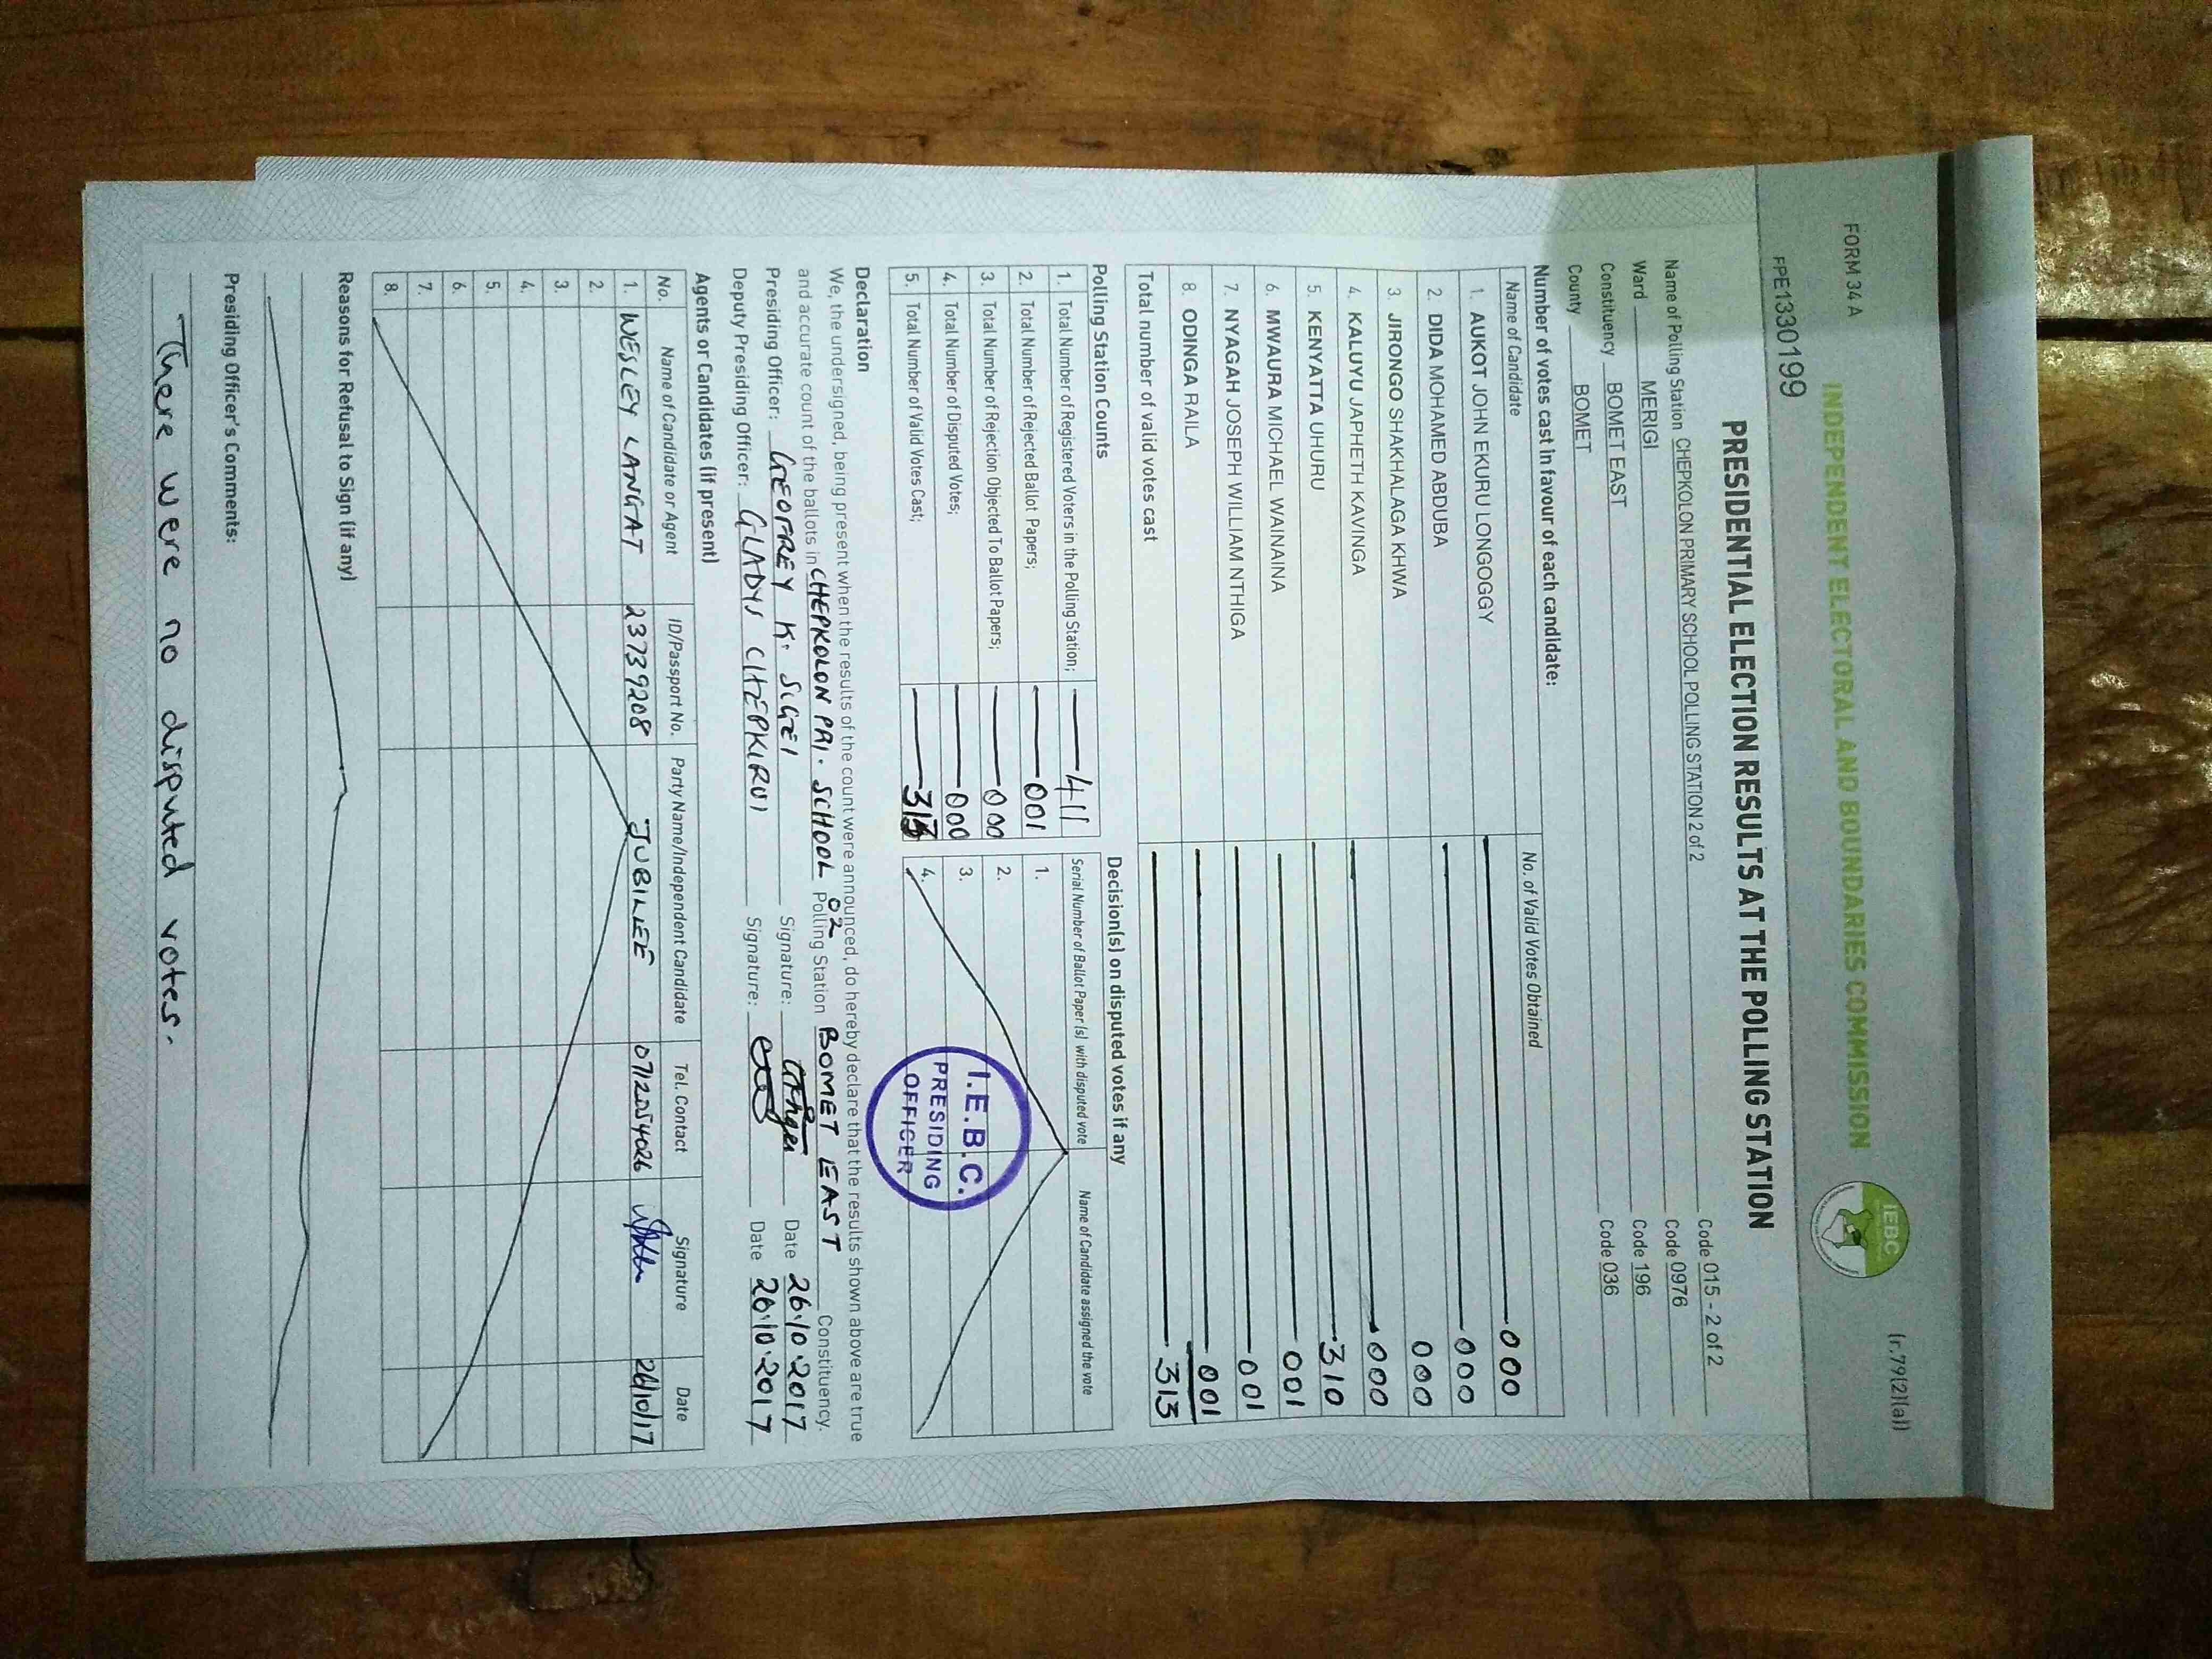 FORM 34 A
(r.79(2)(a))
INDEPENDENT ELECTORAL AND BOUNDARIES COMMISSION
IEBC
FPE1330199
PRESIDENTIAL ELECTION RESULTS AT THE POLLING STATION
Name of Polling Station CHEPKOLON PRIMARY SCHOOL POLLING STATION 2 of 2 Code 015 - 2 of 2
Ward MERIGI Code 0976
Constituency BOMET EAST Code 196
County BOMET Code 036
Number of votes cast in favour of each candidate:
Name of Candidate No. of Valid Votes Obtained
1. AUKOT JOHN EKURU LONGOGGY 000
2. DIDA MOHAMED ABDUBA 000
3. JIRONGO SHAKHALAGA KHWA 000
4. KALUYU JAPHETH KAVINGA 000
5. KENYATTA UHURU 310
6. MWAURA MICHAEL WAINAINA 001
7. NYAGAH JOSEPH WILLIAM NTHIGA 001
8. ODINGA RAILA 001
Total number of valid votes cast 313
Polling Station Counts
1. Total Number of Registered Voters in the Polling Station; 411
2. Total Number of Rejected Ballot Papers; 001
3. Total Number of Rejection Objected To Ballot Papers; 000
4. Total Number of Disputed Votes; 000
5. Total Number of Valid Votes Cast; 313
Decision(s) on disputed votes if any
Serial Number of Ballot Paper (s) with disputed vote Name of Candidate assigned the vote
1.
2.
3.
4.
I.E.B.C.
PRESIDING
OFFICER
Declaration
We, the undersigned, being present when the results of the count were announced, do hereby declare that the results shown above are true
and accurate count of the ballots in CHEPKOLON PRI. SCHOOL 02 Polling Station BOMET EAST Constituency.
Presiding Officer: GEOFREY K. SIGEI Signature: Date 26.10.2017
Deputy Presiding Officer: GLADYS CHEPKIRUI Signature: Date 26.10.2017
Agents or Candidates (if present)
No. Name of Candidate or Agent ID/Passport No. Party Name/Independent Candidate Tel. Contact Signature Date
1. WESLEY LANGAT 23739208 JUBILEE 0712054026 26/10/17
2.
3.
4.
5.
6.
7.
8.
Reasons for Refusal to Sign (if any)
Presiding Officer's Comments:
There were no disputed votes.